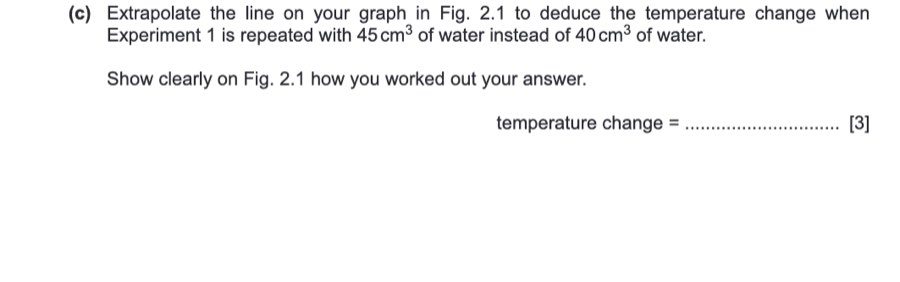 (c) Extrapolate the line on your graph in Fig. 2.1 to deduce the temperature change when
Experiment 1 is repeated with 45 cm³ of water instead of 40 cm³ of water.
Show clearly on Fig. 2.1 how you worked out your answer.
temperature change = ............................... [3]